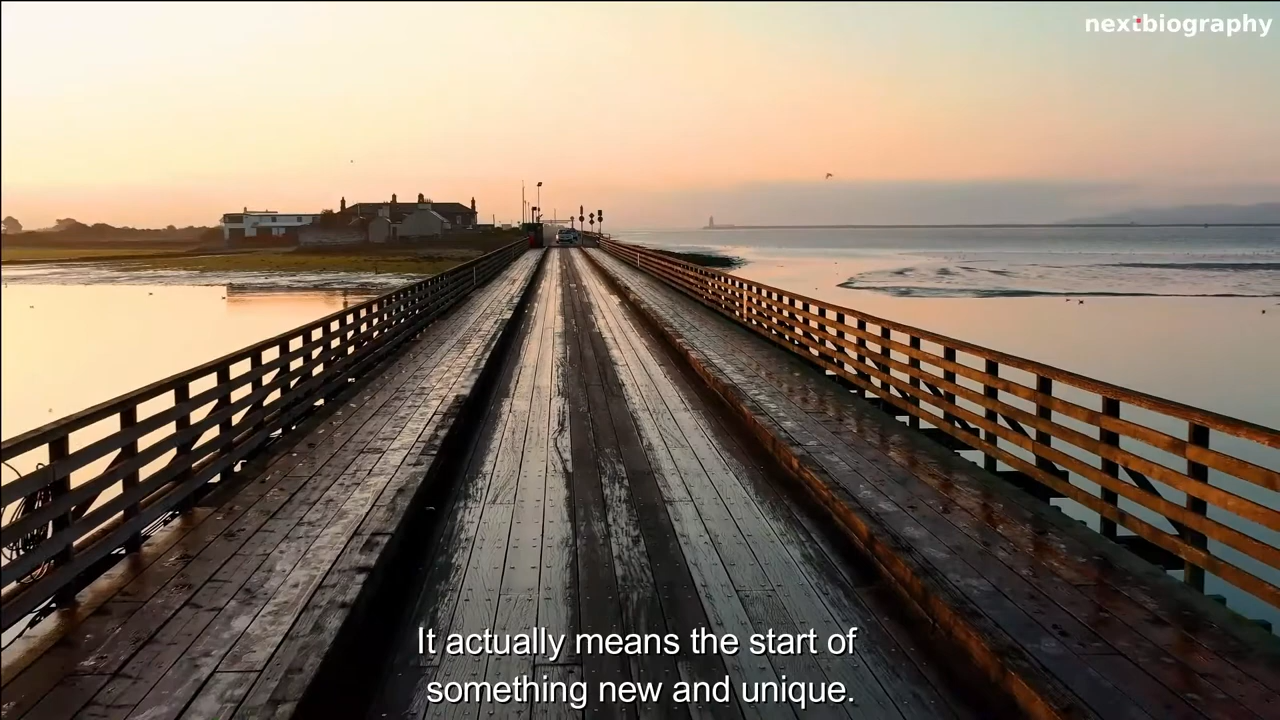 nextbiography
It actually means the start of
something new and unique.